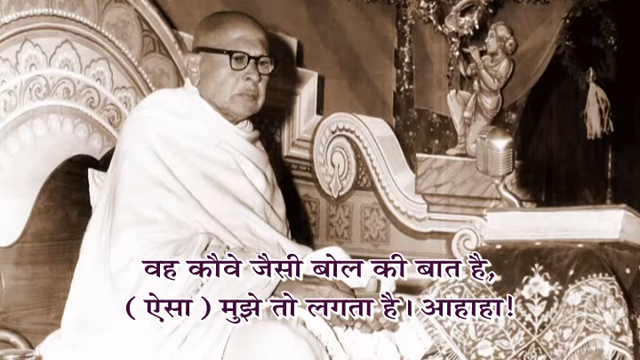 वह कौवे जैसी बोल की बात है,
( ऐसा ) मुझे तो लगता है। आहाहा!